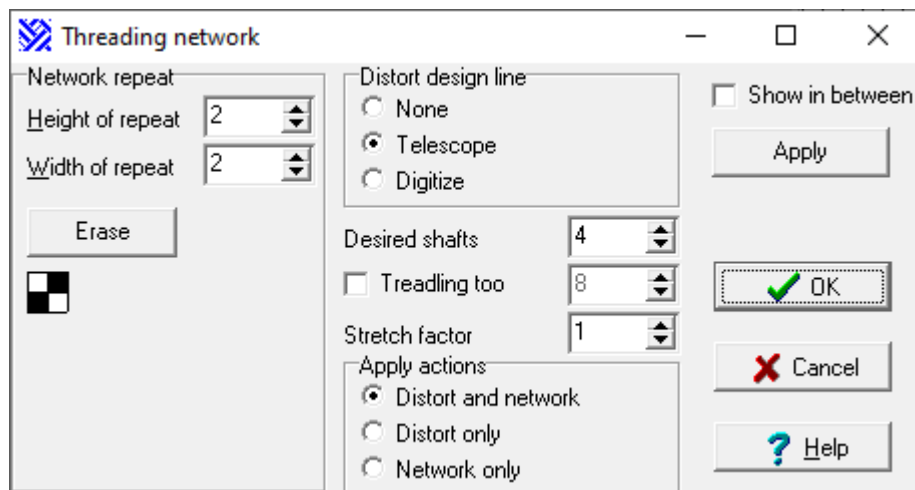 Threading network
Network repeat
Height of repeat 2
Width of repeat 2
Erase
Distort design line
None
Telescope
Digitize
Desired shafts 4
Treadling too 8
Stretch factor 1
Apply actions
Distort and network
Distort only
Network only
Show in between
Apply
OK
Cancel
Help